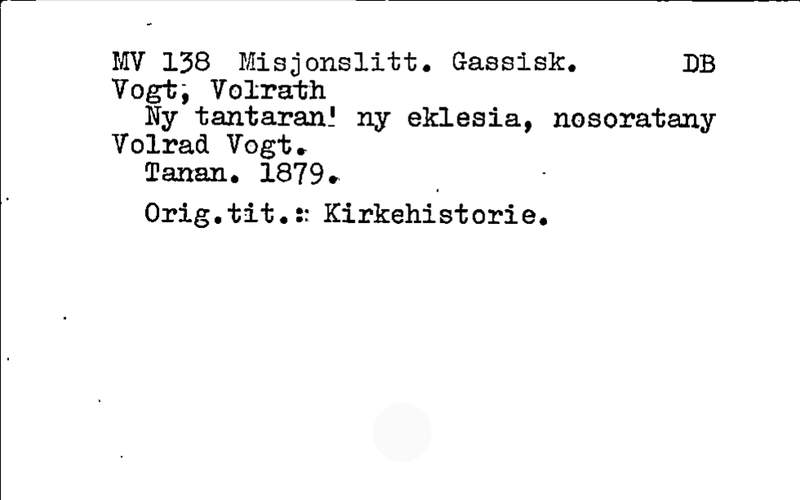 MV 138 Misjonslitt. Gassisk. DB
Vogt, Volrath
Ny tantaran! ny eklesia, nosoratany
Volrad Vogt.
Tanan. 1879.
Orig.tit.: Kirkehistorie.